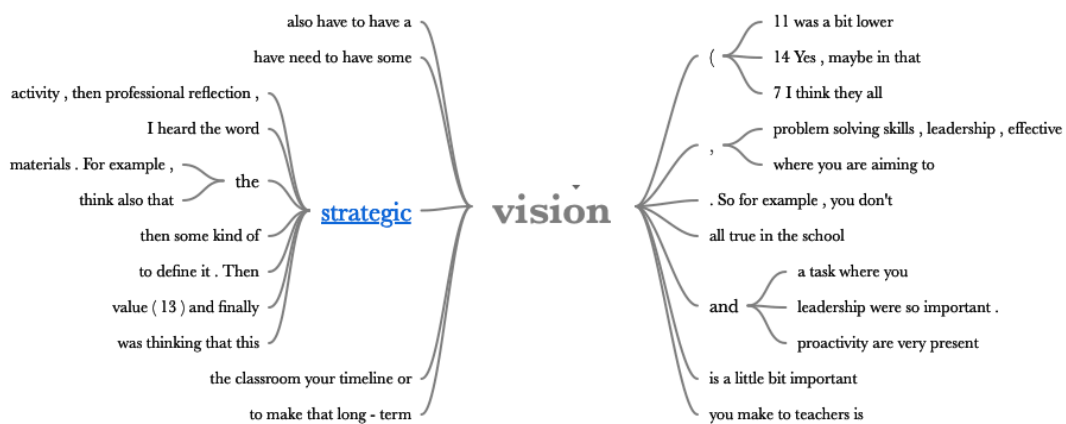 also have to have a
have need to have some
activity , then professional reflection ,
I heard the word
materials . For example ,
think also that
the
then some kind of
to define it . Then
value ( 13 ) and finally
was thinking that this
strategic
the classroom your timeline or
to make that long - term
vision
(
11 was a bit lower
14 Yes , maybe in that
7 I think they all
,
problem solving skills , leadership , effective
where you are aiming to
. So for example , you don't
all true in the school
and
a task where you
leadership were so important .
proactivity are very present
is a little bit important
you make to teachers is